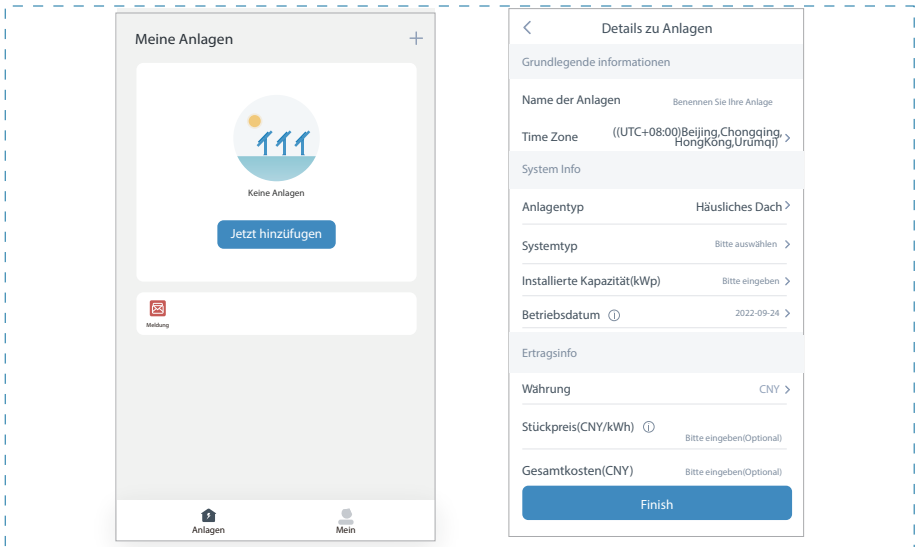 Meine Anlagen
Keine Anlagen
Jetzt hinzufügen
Meldung
Anlagen
Mein
Details zu Anlagen
Grundlegende informationen
Name der Anlagen Benennen Sie Ihre Anlage
Time Zone ((UTC+08:00)Beijing,Chongqing,
HongKong,Urumqi)
System Info
Anlagentyp Häusliches Dach
Systemtyp Bitte auswählen
Installierte Kapazität(kWp) Bitte eingeben
Betriebsdatum 2022-09-24
Ertragsinfo
Währung CNY
Stückpreis(CNY/kWh) Bitte eingeben(Optional)
Gesamtkosten(CNY) Bitte eingeben(Optional)
Finish